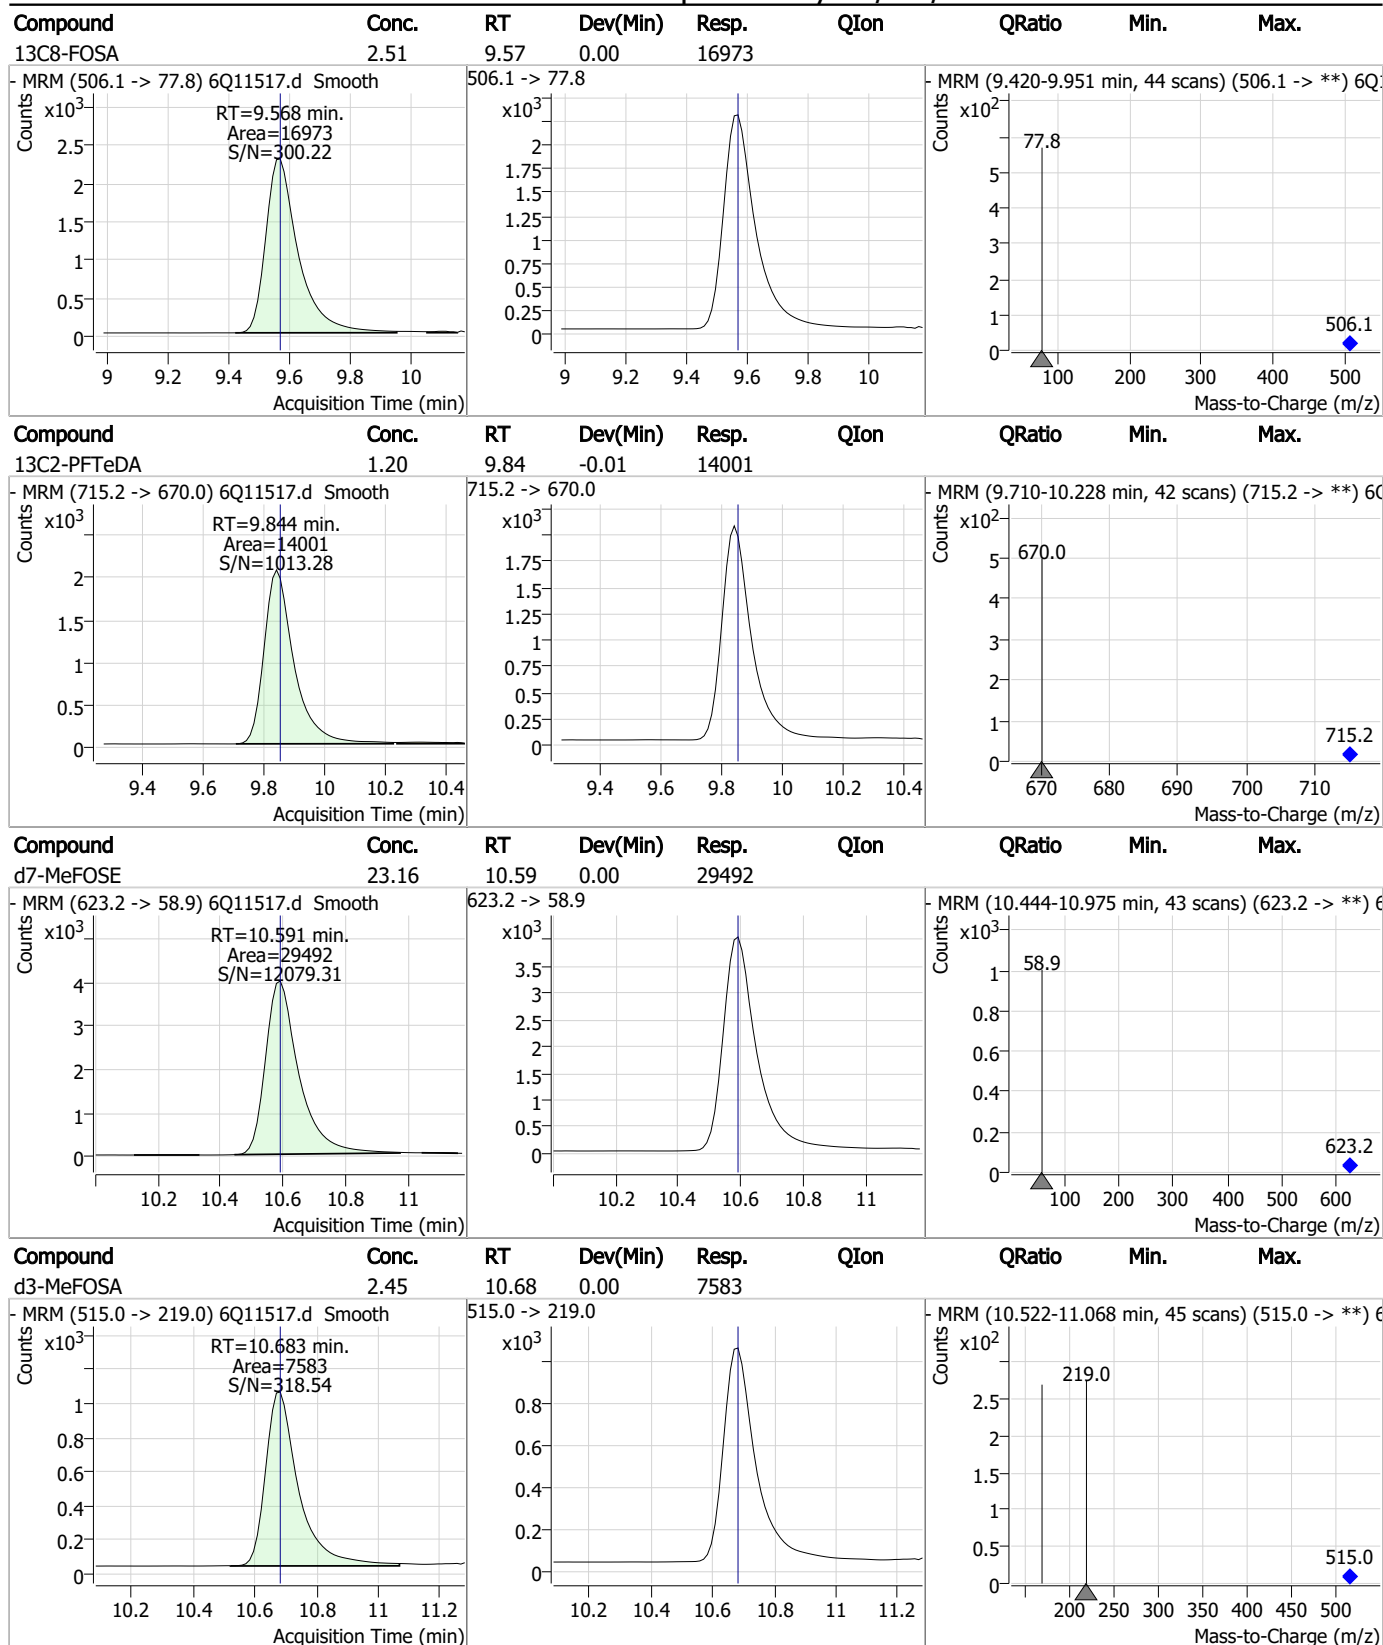 Compound Conc. RT Dev(Min) Resp. QIon QRatio Min. Max.
13C8-FOSA 2.51 9.57 0.00 16973
- MRM (506.1 -> 77.8) 6Q11517.d Smooth
Counts
x10³
RT=9.568 min.
Area=16973
S/N=300.22
2.5
2
1.5
1
0.5
0
9 9.2 9.4 9.6 9.8 10
Acquisition Time (min)
506.1 -> 77.8
x10³
2
1.75
1.5
1.25
1
0.75
0.5
0.25
0
9 9.2 9.4 9.6 9.8 10
- MRM (9.420-9.951 min, 44 scans) (506.1 -> **) 6Q
Counts
x10²
77.8
5
4
3
2
1
0
506.1
100 200 300 400 500
Mass-to-Charge (m/z)
Compound Conc. RT Dev(Min) Resp. QIon QRatio Min. Max.
13C2-PFTeDA 1.20 9.84 -0.01 14001
- MRM (715.2 -> 670.0) 6Q11517.d Smooth
Counts
x10³
RT=9.844 min.
Area=14001
S/N=1013.28
2
1.5
1
0.5
0
9.4 9.6 9.8 10 10.2 10.4
Acquisition Time (min)
715.2 -> 670.0
x10³
1.75
1.5
1.25
1
0.75
0.5
0.25
0
9.4 9.6 9.8 10 10.2 10.4
- MRM (9.710-10.228 min, 42 scans) (715.2 -> **)
Counts
x10²
670.0
5
4
3
2
1
0
715.2
670 680 690 700 710
Mass-to-Charge (m/z)
Compound Conc. RT Dev(Min) Resp. QIon QRatio Min. Max.
d7-MeFOSE 23.16 10.59 0.00 29492
- MRM (623.2 -> 58.9) 6Q11517.d Smooth
Counts
x10³
RT=10.591 min.
Area=29492
S/N=12079.31
4
3
2
1
0
10.2 10.4 10.6 10.8 11
Acquisition Time (min)
623.2 -> 58.9
x10³
3.5
3
2.5
2
1.5
1
0.5
0
10.2 10.4 10.6 10.8 11
- MRM (10.444-10.975 min, 43 scans) (623.2 -> **) 6
Counts
x10³
58.9
1
0.8
0.6
0.4
0.2
0
623.2
100 200 300 400 500 600
Mass-to-Charge (m/z)
Compound Conc. RT Dev(Min) Resp. QIon QRatio Min. Max.
d3-MeFOSA 2.45 10.68 0.00 7583
- MRM (515.0 -> 219.0) 6Q11517.d Smooth
Counts
x10³
RT=10.683 min.
Area=7583
S/N=318.54
1
0.8
0.6
0.4
0.2
0
10.2 10.4 10.6 10.8 11 11.2
Acquisition Time (min)
515.0 -> 219.0
x10³
0.8
0.6
0.4
0.2
0
10.2 10.4 10.6 10.8 11 11.2
- MRM (10.522-11.068 min, 45 scans) (515.0 -> **) 6
Counts
x10²
219.0
2.5
2
1.5
1
0.5
0
515.0
200 250 300 350 400 450 500
Mass-to-Charge (m/z)